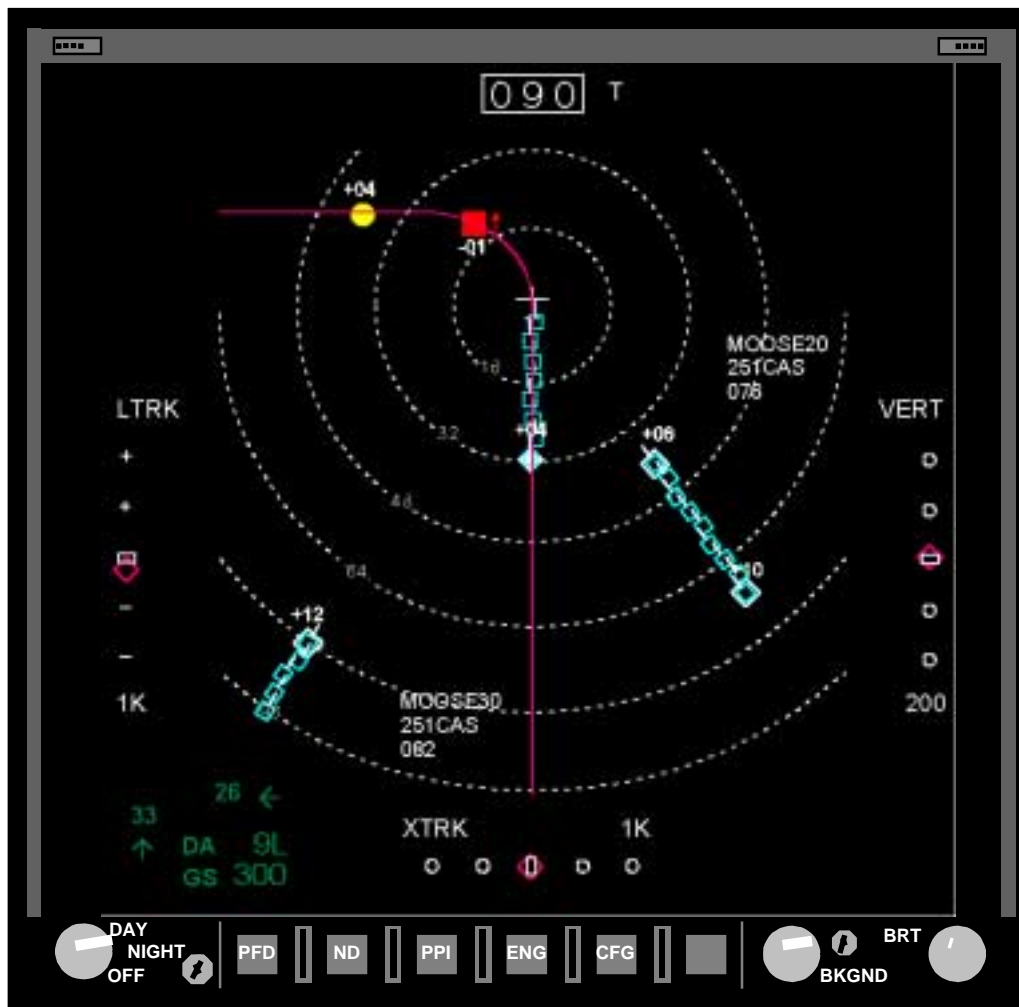 090 T
+04
-01
MOOSE20
251CAS
076
16
LTRK
VERT
32
+04
+06
48
64
10
+12
1K
MOOSE30
251CAS
082
200
26
33
XTRK
1K
DA 9L
GS 300
DAY
NIGHT
OFF
PFD
ND
PPI
ENG
CFG
BRT
BKGND